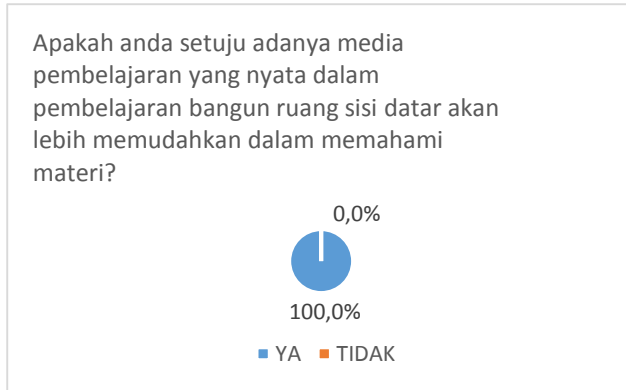 Apakah anda setuju adanya media
pembelajaran yang nyata dalam
pembelajaran bangun ruang sisi datar akan
lebih memudahkan dalam memahami
materi?
0,0%
100,0%
YA TIDAK